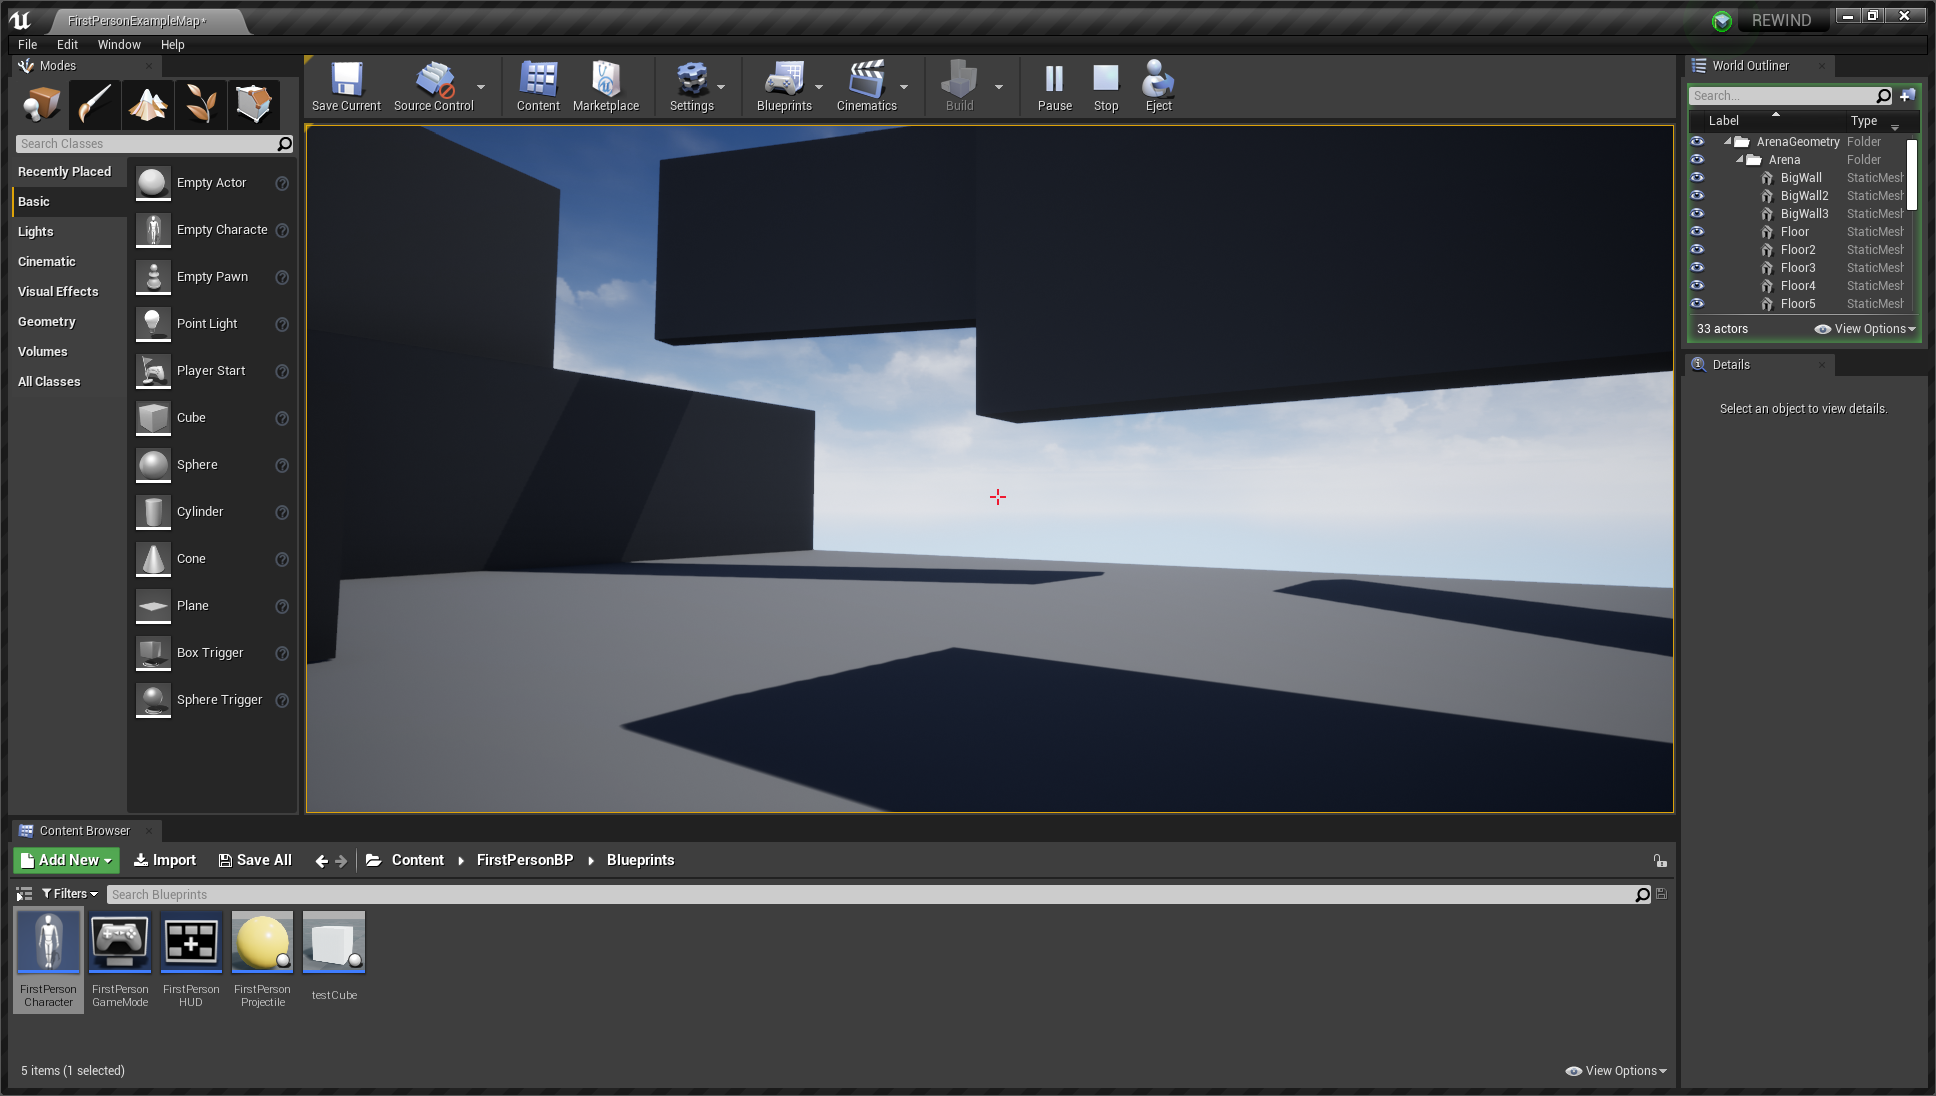 FirstPersonExampleMap*
REWIND
File Edit Window Help
Modes
Search Classes
Recently Placed
Basic
Lights
Cinematic
Visual Effects
Geometry
Volumes
All Classes
Empty Actor
Empty Characte
Empty Pawn
Point Light
Player Start
Cube
Sphere
Cylinder
Cone
Plane
Box Trigger
Sphere Trigger
Save Current Source Control Content Marketplace Settings Blueprints Cinematics Build Pause Stop Eject
World Outliner
Search...
Label Type
ArenaGeometry Folder
Arena Folder
BigWall StaticMesh
BigWall2 StaticMesh
BigWall3 StaticMesh
Floor StaticMesh
Floor2 StaticMesh
Floor3 StaticMesh
Floor4 StaticMesh
Floor5 StaticMesh
33 actors View Options
Details
Select an object to view details.
Content Browser
Add New Import Save All Content FirstPersonBP Blueprints
Filters Search Blueprints
FirstPerson
Character
FirstPerson
GameMode
FirstPerson
HUD
FirstPerson
Projectile
testCube
5 items (1 selected) View Options